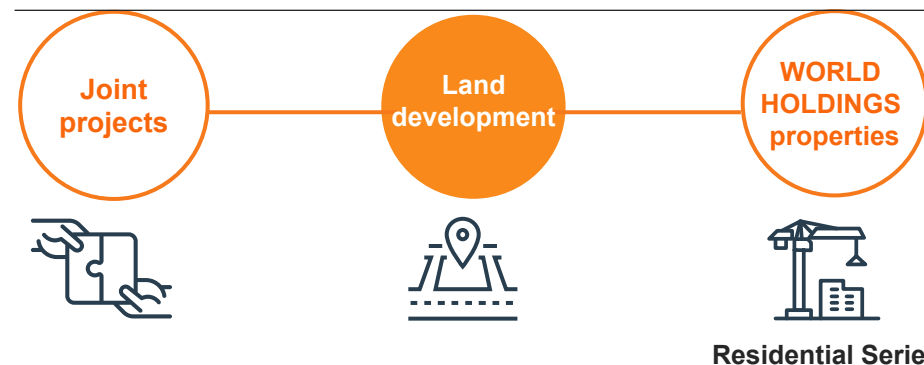 Joint
projects
Land
development
WORLD
HOLDINGS
properties
Residential Serie